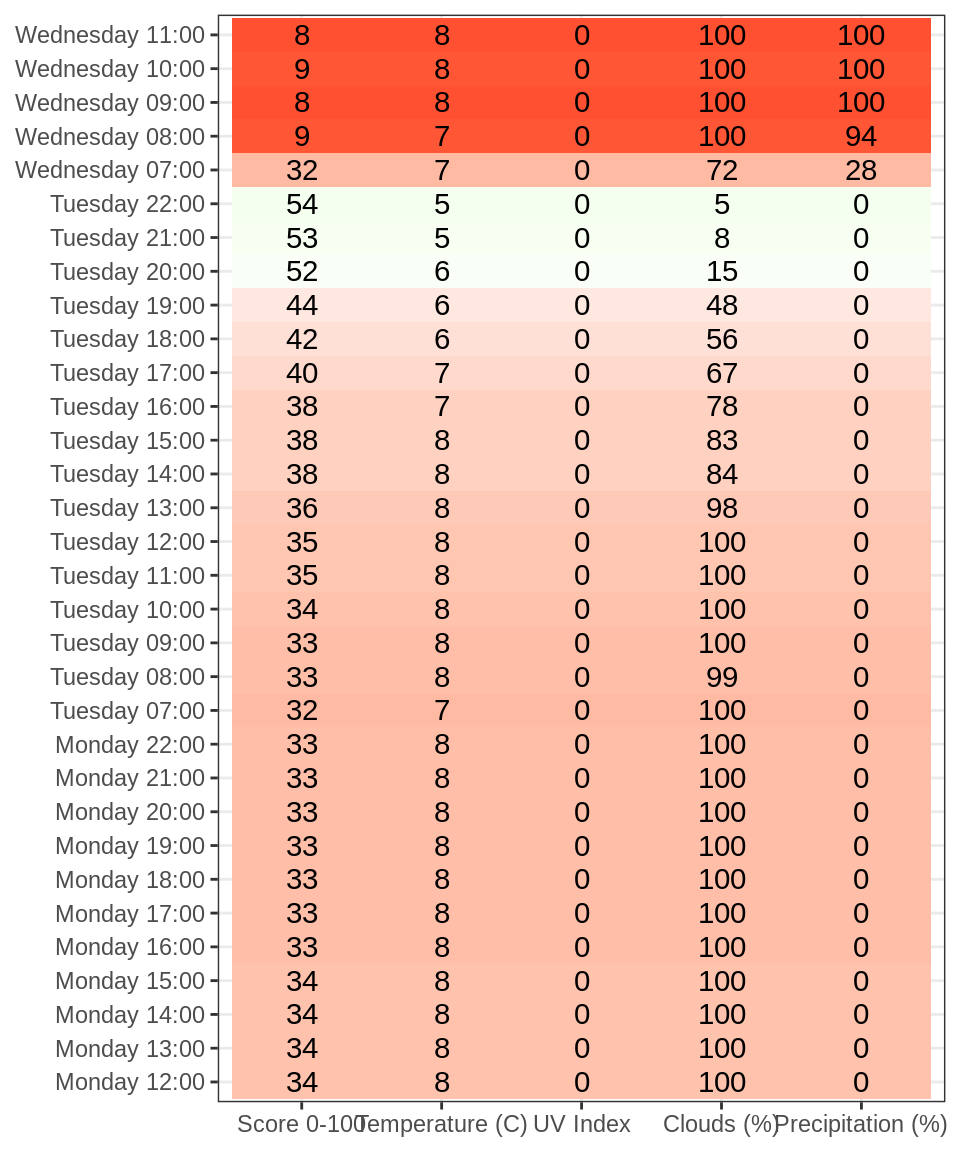 Wednesday 11:00 8 8 0 100 100
Wednesday 10:00 9 8 0 100 100
Wednesday 09:00 8 8 0 100 100
Wednesday 08:00 9 7 0 100 94
Wednesday 07:00 32 7 0 72 28
Tuesday 22:00 54 5 0 5 0
Tuesday 21:00 53 5 0 8 0
Tuesday 20:00 52 6 0 15 0
Tuesday 19:00 44 6 0 48 0
Tuesday 18:00 42 6 0 56 0
Tuesday 17:00 40 7 0 67 0
Tuesday 16:00 38 7 0 78 0
Tuesday 15:00 38 8 0 83 0
Tuesday 14:00 38 8 0 84 0
Tuesday 13:00 36 8 0 98 0
Tuesday 12:00 35 8 0 100 0
Tuesday 11:00 35 8 0 100 0
Tuesday 10:00 34 8 0 100 0
Tuesday 09:00 33 8 0 100 0
Tuesday 08:00 33 8 0 99 0
Tuesday 07:00 32 7 0 100 0
Monday 22:00 33 8 0 100 0
Monday 21:00 33 8 0 100 0
Monday 20:00 33 8 0 100 0
Monday 19:00 33 8 0 100 0
Monday 18:00 33 8 0 100 0
Monday 17:00 33 8 0 100 0
Monday 16:00 33 8 0 100 0
Monday 15:00 34 8 0 100 0
Monday 14:00 34 8 0 100 0
Monday 13:00 34 8 0 100 0
Monday 12:00 34 8 0 100 0
Score 0-100 Temperature (C) UV Index Clouds (%) Precipitation (%)